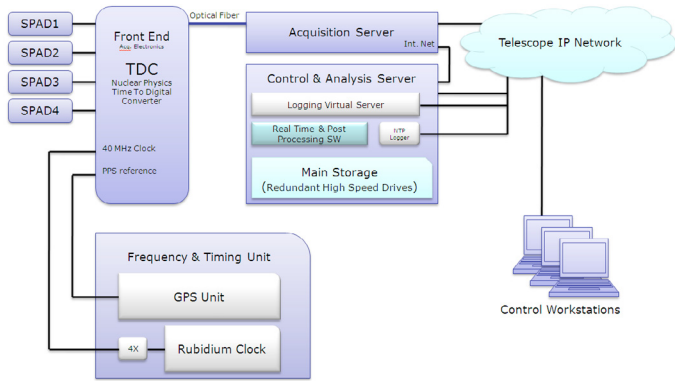 SPAD1
SPAD2
SPAD3
SPAD4
Front End
Aqu. Electronics
TDC
Nuclear Physics
Time To Digital
Converter
40 MHz Clock
PPS reference
Optical Fiber
Acquisition Server
Int. Net
Telescope IP Network
Control & Analysis Server
Logging Virtual Server
Real Time & Post
Processing SW
NTP
Logger
Main Storage
(Redundant High Speed Drives)
Frequency & Timing Unit
GPS Unit
4X
Rubidium Clock
Control Workstations